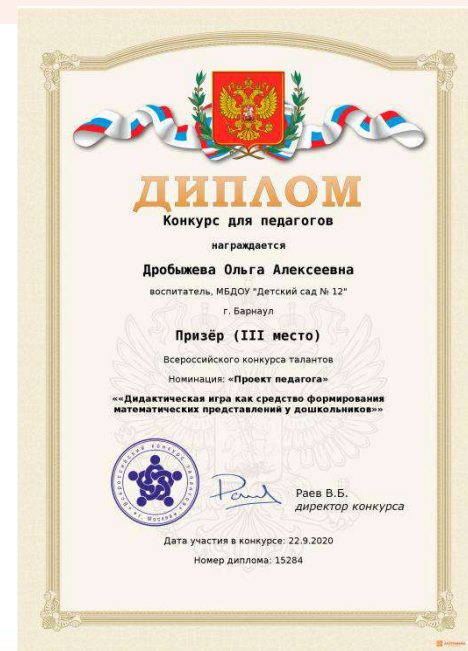 ДИПЛОМ
Конкурс для педагогов
награждается
Дробыжева Ольга Алексеевна
воспитатель, МБДОУ "Детский сад № 12"
г. Барнаул
Призёр (III место)
Всероссийского конкурса талантов
Номинация: «Проект педагога»
««Дидактическая игра как средство формирования
математических представлений у дошкольников»»
Раев В.Б.
директор конкурса
Дата участия в конкурсе: 22.9.2020
Номер диплома: 15284